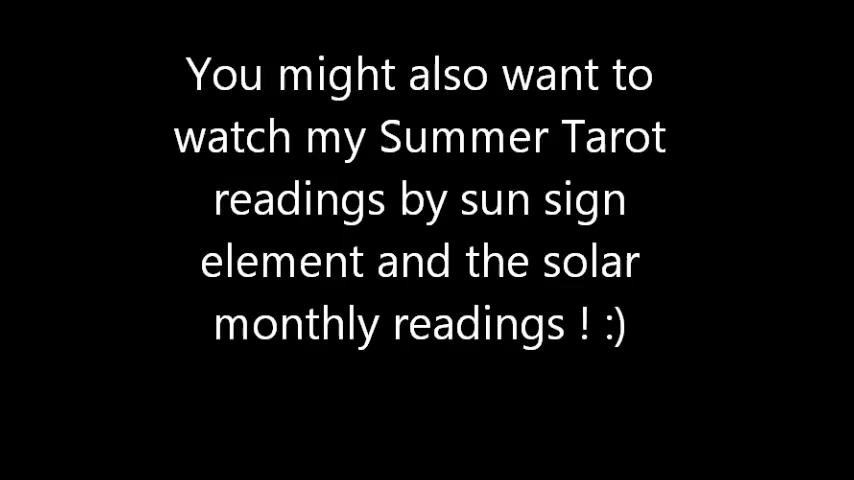 You might also want to
watch my Summer Tarot
readings by sun sign
element and the solar
monthly readings ! :)